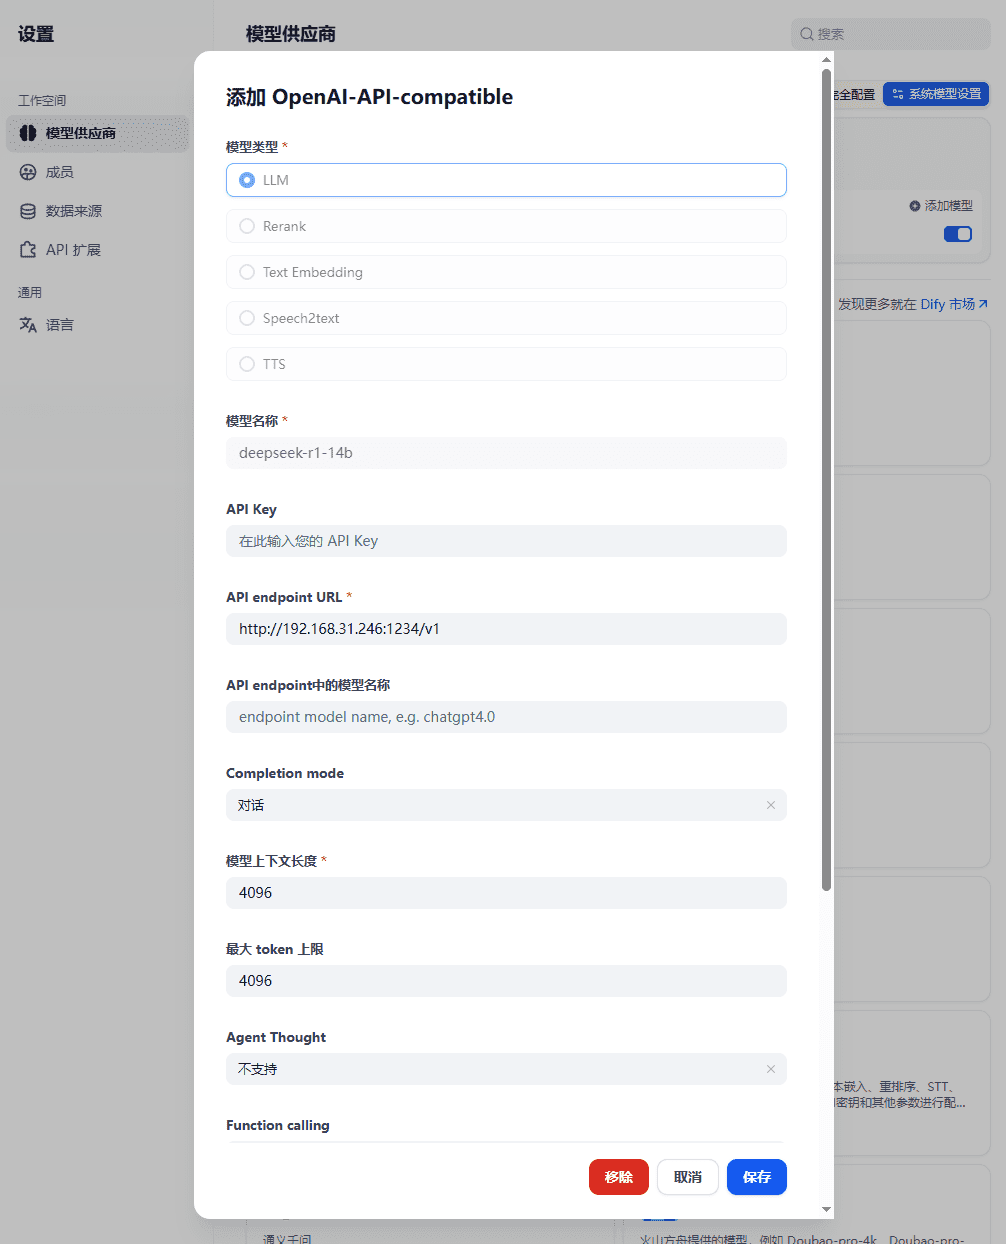 设置
模型供应商
搜索
工作空间
模型供应商
成员
数据来源
API 扩展
通用
语言
完全配置
系统模型设置
添加模型
发现更多就在 Dify 市场
添加 OpenAI-API-compatible
模型类型 *
LLM
Rerank
Text Embedding
Speech2text
TTS
模型名称 *
deepseek-r1-14b
API Key
在此输入您的 API Key
API endpoint URL *
http://192.168.31.246:1234/v1
API endpoint中的模型名称
endpoint model name, e.g. chatgpt4.0
Completion mode
对话
模型上下文长度 *
4096
最大 token 上限
4096
Agent Thought
不支持
Function calling
本嵌入、重排序、STT、
密钥和其他参数进行配...
移除
取消
保存
通义千问
火山方舟提供的模型，例如 Doubao-pro-4k、Doubao-pro-